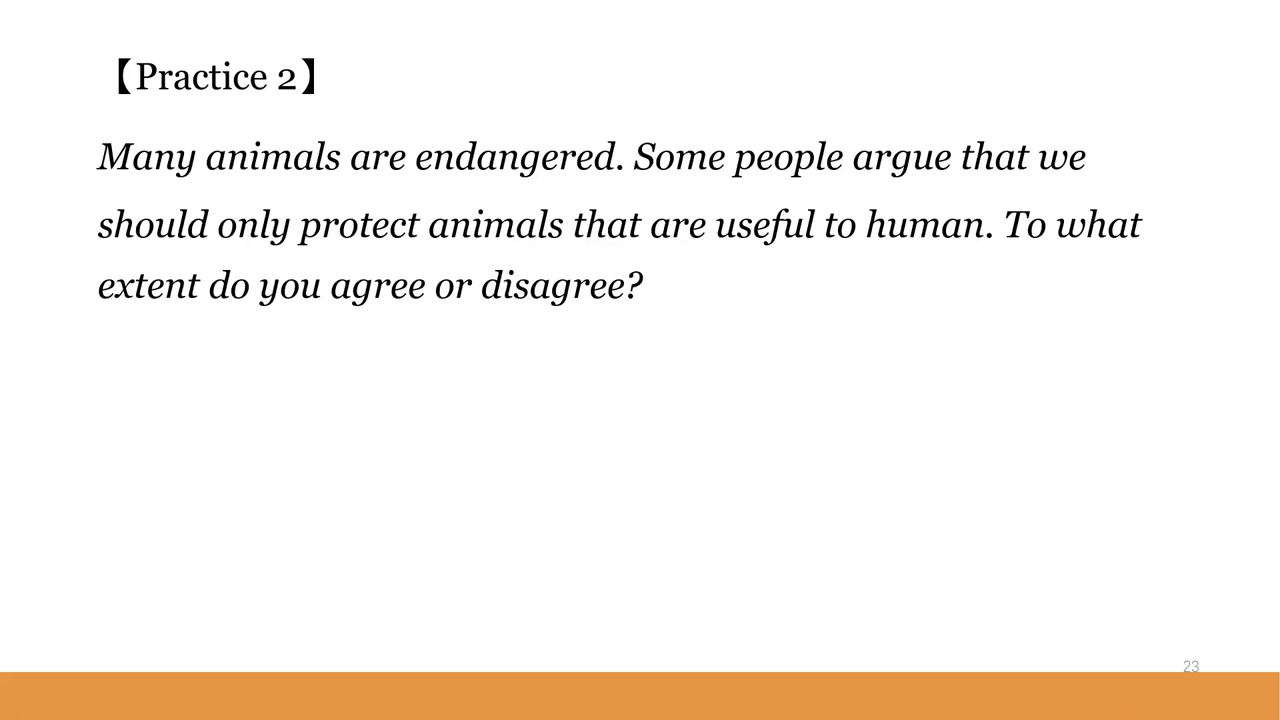 【Practice 2】
Many animals are endangered. Some people argue that we
should only protect animals that are useful to human. To what
extent do you agree or disagree?
23